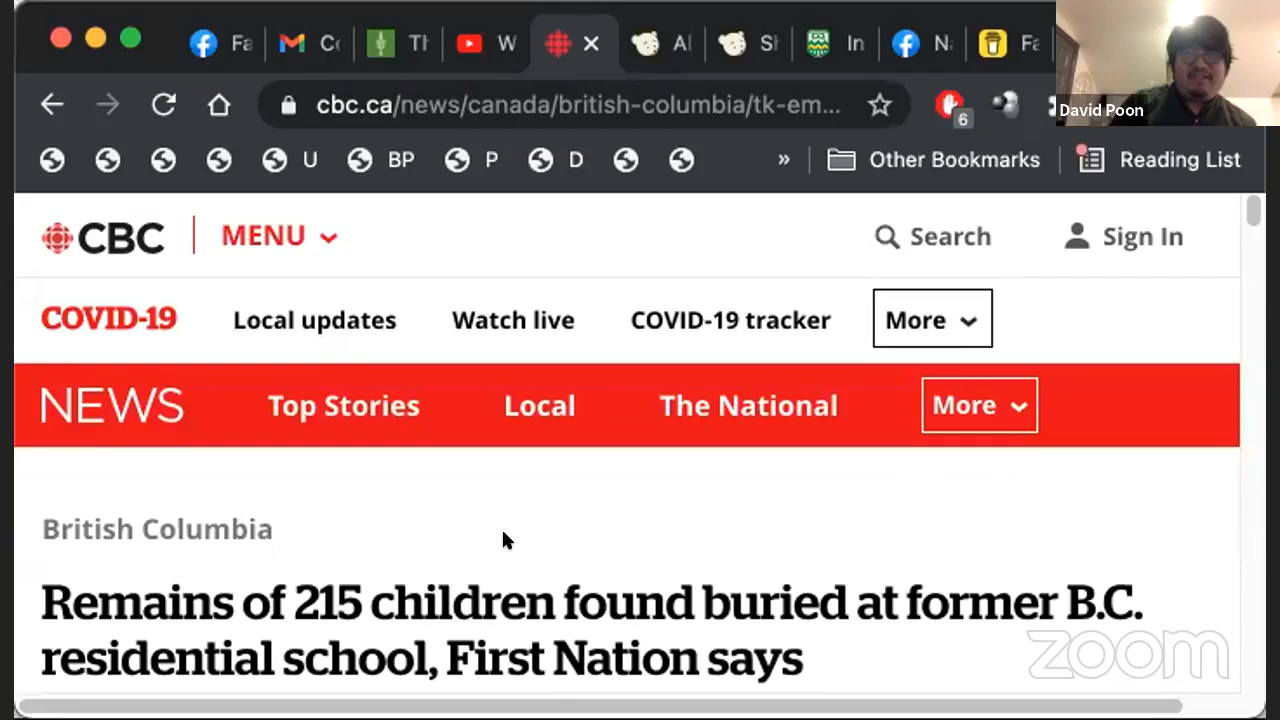 Fa
C
Tl
W
Al
Sl
In
N
Fa
cbc.ca/news/canada/british-columbia/tk-em...
6
David Poon
U
BP
P
D
»
Other Bookmarks
Reading List
CBC
MENU
Search
Sign In
COVID-19
Local updates
Watch live
COVID-19 tracker
More
NEWS
Top Stories
Local
The National
More
British Columbia
Remains of 215 children found buried at former B.C.
residential school, First Nation says
zoom